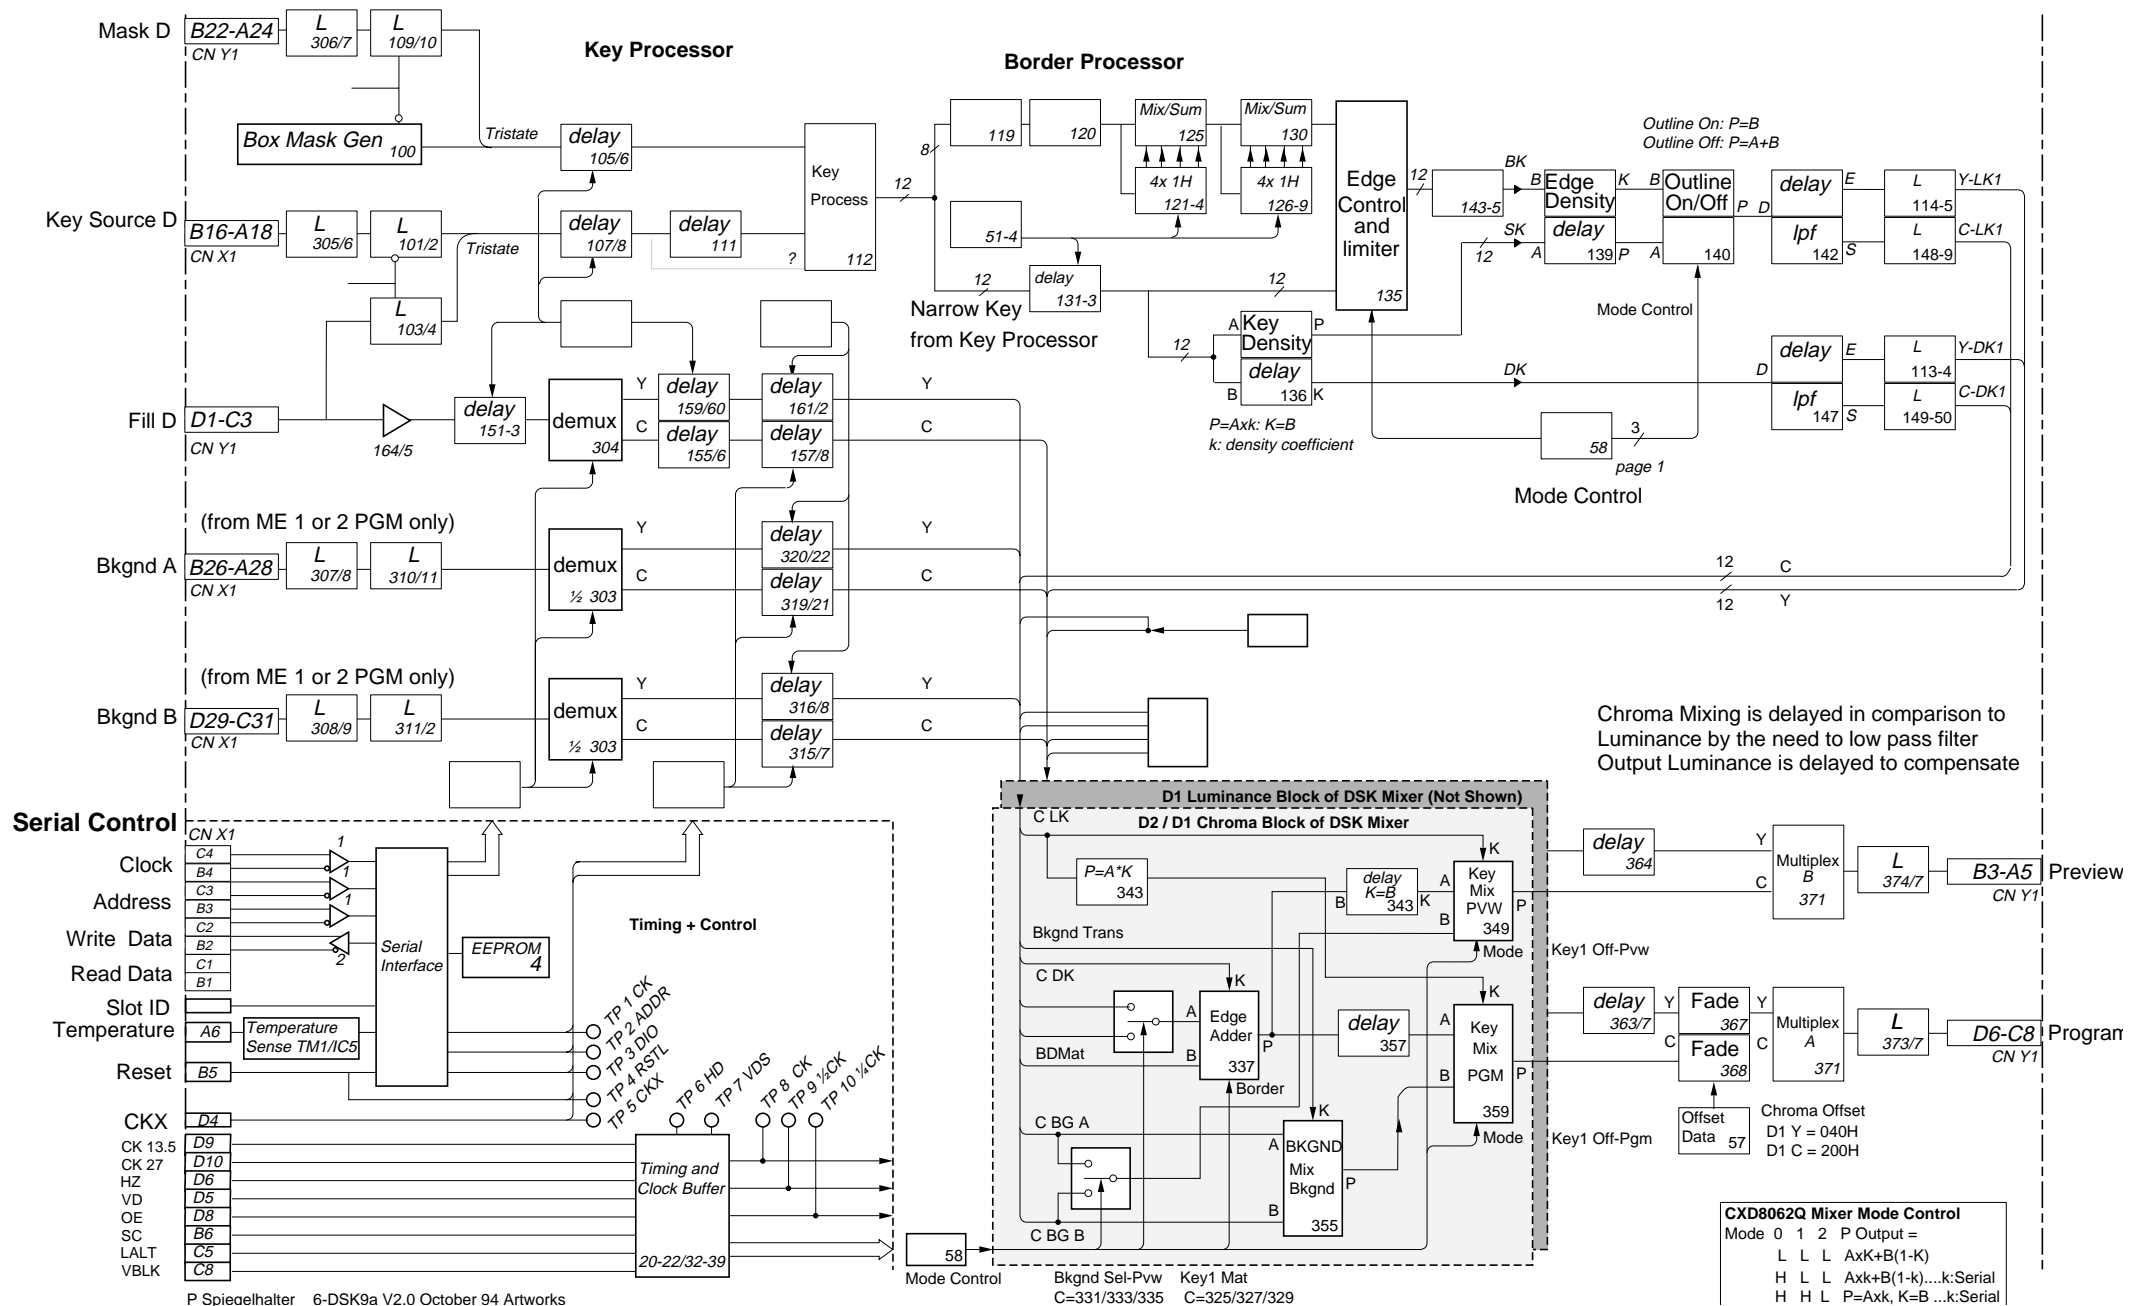 Mask D
B22-A24
CN Y1
L
306/7
L
109/10
Key Processor
Border Processor
Box Mask Gen 100
Tristate
delay
105/6
Key
Process
112
12
8
119
120
Mix/Sum
125
Mix/Sum
130
4x 1H
121-4
4x 1H
126-9
51-4
Edge
Control
and
limiter
135
Outline On: P=B
Outline Off: P=A+B
12
143-5
BK
B Edge Density K
A delay 139 P
SK
12
B Outline On/Off P
A 140
D delay E
lpf 142 S
L
114-5
Y-LK1
L
148-9
C-LK1
Key Source D
B16-A18
CN X1
L
305/6
L
101/2
Tristate
delay
107/8
delay
111
?
L
103/4
12
delay
131-3
12
Narrow Key
from Key Processor
12
A Key Density P
B delay 136 K
P=Axk: K=B
k: density coefficient
DK
Mode Control
D delay E
lpf 147 S
L
113-4
Y-DK1
L
149-50
C-DK1
58
3
page 1
Mode Control
Fill D
D1-C3
CN Y1
164/5
delay
151-3
demux
304
Y
C
delay
159/60
155/6
delay
161/2
157/8
Y
C
(from ME 1 or 2 PGM only)
Bkgnd A
B26-A28
CN X1
L
307/8
L
310/11
demux
½ 303
Y
C
delay
320/22
delay
319/21
Y
C
12
C
12
Y
(from ME 1 or 2 PGM only)
Bkgnd B
D29-C31
CN X1
L
308/9
L
311/2
demux
½ 303
Y
C
delay
316/8
delay
315/7
Y
C
Chroma Mixing is delayed in comparison to
Luminance by the need to low pass filter
Output Luminance is delayed to compensate
Serial Control
CN X1
Clock
C4
B4
Address
C3
B3
Write Data
C2
B2
Read Data
C1
B1
1
1
1
2
Serial
Interface
EEPROM
4
Timing + Control
Slot ID
Temperature
A6
Temperature
Sense TM1/IC5
Reset
B5
CKX
D4
TP 1 CK
TP 2 ADDR
TP 3 DIO
TP 4 RSTL
TP 5 CKX
TP 6 HD
TP 7 VDS
TP 8 CK
TP 9 ½CK
TP 10 ¼CK
CK 13.5 D9
CK 27 D10
HZ D6
VD D5
OE D8
SC B6
LALT C5
VBLK C8
Timing and
Clock Buffer
20-22/32-39
58
Mode Control
D1 Luminance Block of DSK Mixer (Not Shown)
D2 / D1 Chroma Block of DSK Mixer
C LK
P=A*K
343
delay
K=B
B 343 K
K
A Key
Mix
B PVW P
349
Mode
Key1 Off-Pvw
Bkgnd Trans
C DK
K
A Edge
Adder
B P
337
Border
BDMat
delay
357
K
A Key
Mix
B PGM P
359
Mode
Key1 Off-Pgm
C BG A
K
A BKGND
Mix
Bkgnd P
B 355
C BG B
Bkgnd Sel-Pvw
C=331/333/335
Key1 Mat
C=325/327/329
delay
364
Y
C
Multiplex
B
371
L
374/7
B3-A5
CN Y1
Preview
delay
363/7
Y Fade Y
367
C Fade C
368
Multiplex
A
371
L
373/7
D6-C8
CN Y1
Program
Offset
Data 57
Chroma Offset
D1 Y = 040H
D1 C = 200H
CXD8062Q Mixer Mode Control
Mode 0 1 2 P Output =
L L L AxK+B(1-K)
H L L Axk+B(1-k)....k:Serial
H H L P=Axk, K=B ...k:Serial
P Spiegelhalter 6-DSK9a V2.0 October 94 Artworks